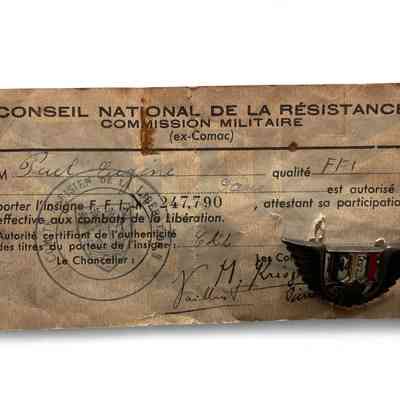 CONSEIL NATIONAL DE LA RÉSISTANCE
COMMISSION MILITAIRE
(ex-Comac)
M Paul Eugène qualité FFI
est autorisé
porter l'Insigne F. F. I. N° 247,790, attestant sa participation
effective aux combats de la Libération.
Autorité certifiant de l'authenticité
des titres du porteur de l'insigne:
Le Chancelier: Les Co